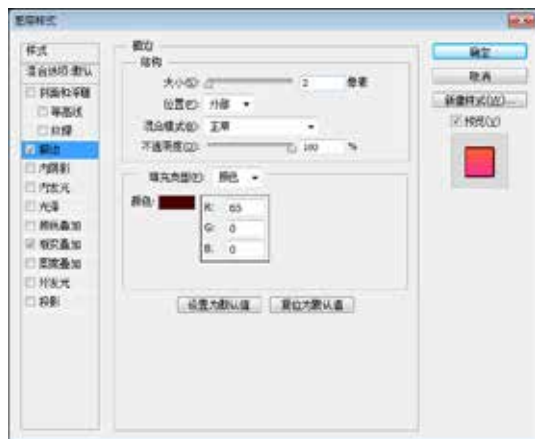 图层样式
样式
混合选项:默认
斜面和浮雕
等高线
纹理
描边
内阴影
内发光
光泽
颜色叠加
渐变叠加
图案叠加
外发光
投影
描边
结构
大小(S): 2 像素
位置(P): 外部
混合模式(B): 正常
不透明度(O): 100 %
填充类型(F): 颜色
颜色:
R: 65
G: 0
B: 0
设置为默认值 复位为默认值
确定
取消
新建样式(W)...
预览(V)